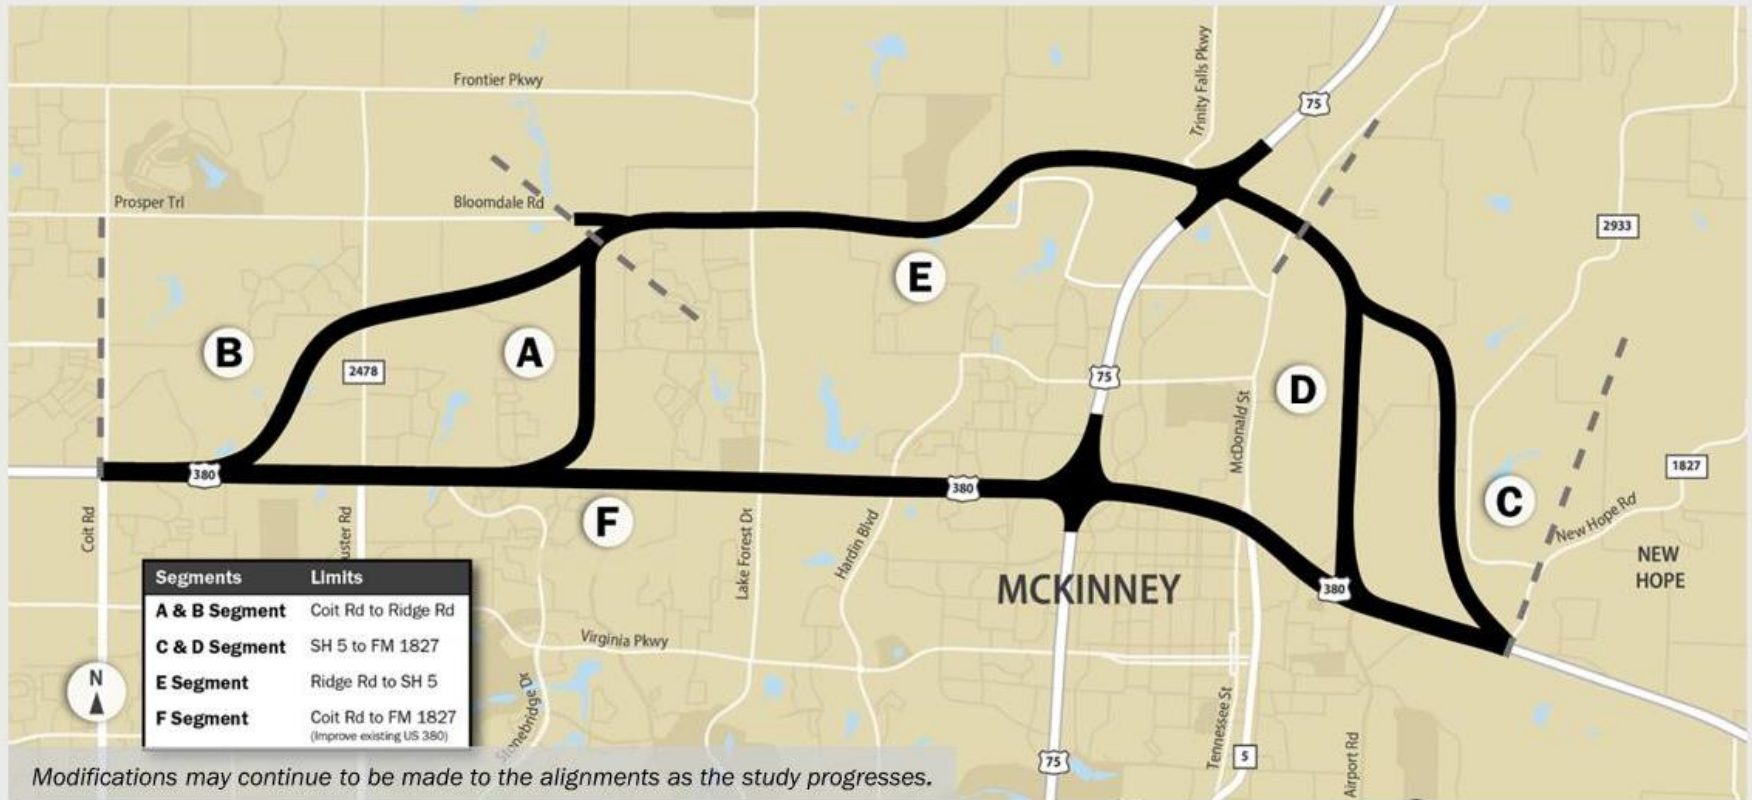 75
Trinity Falls Pkwy
Frontier Pkwy
Prosper Trl
Bloomdale Rd
2933
E
B
A
2478
75
D
McDonald St
380
380
1827
C
F
New Hope Rd
Coit Rd
uster Rd
Lake Forest Dr
Hardin Blvd
NEW
HOPE
MCKINNEY
380
Segments Limits
A & B Segment Coit Rd to Ridge Rd
C & D Segment SH 5 to FM 1827
E Segment Ridge Rd to SH 5
F Segment Coit Rd to FM 1827
(Improve existing US 380)
N
Virginia Pkwy
Stonebridge Dr
Tennessee St
5
75
Airport Rd
Modifications may continue to be made to the alignments as the study progresses.